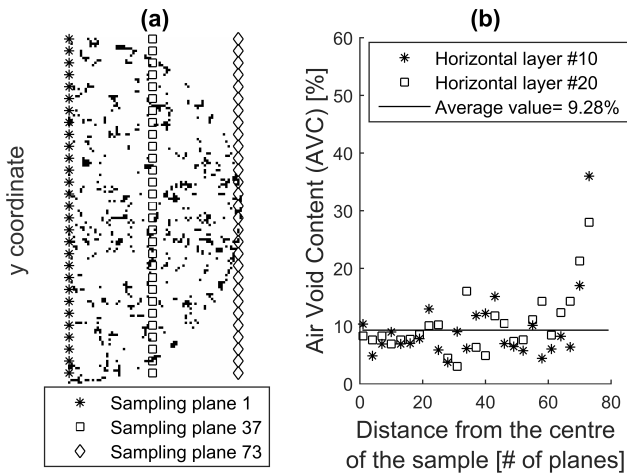 (a)
y coordinate
Sampling plane 1
Sampling plane 37
Sampling plane 73
(b)
60
50
40
30
20
10
0
Air Void Content (AVC) [%]
Horizontal layer #10
Horizontal layer #20
Average value= 9.28%
0 20 40 60 80
Distance from the centre
of the sample [# of planes]